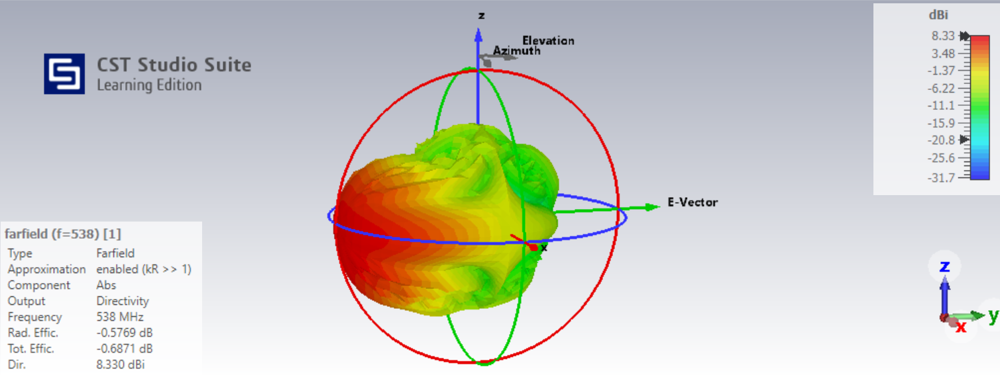 CST Studio Suite
Learning Edition
z
Elevation
Azimuth
E-Vector
x
dBi
8.33
3.48
-1.37
-6.22
-11.1
-15.9
-20.8
-25.6
-31.7
farfield (f=538) [1]
Type Farfield
Approximation enabled (kR >> 1)
Component Abs
Output Directivity
Frequency 538 MHz
Rad. Effic. -0.5769 dB
Tot. Effic. -0.6871 dB
Dir. 8.330 dBi
z
y
x